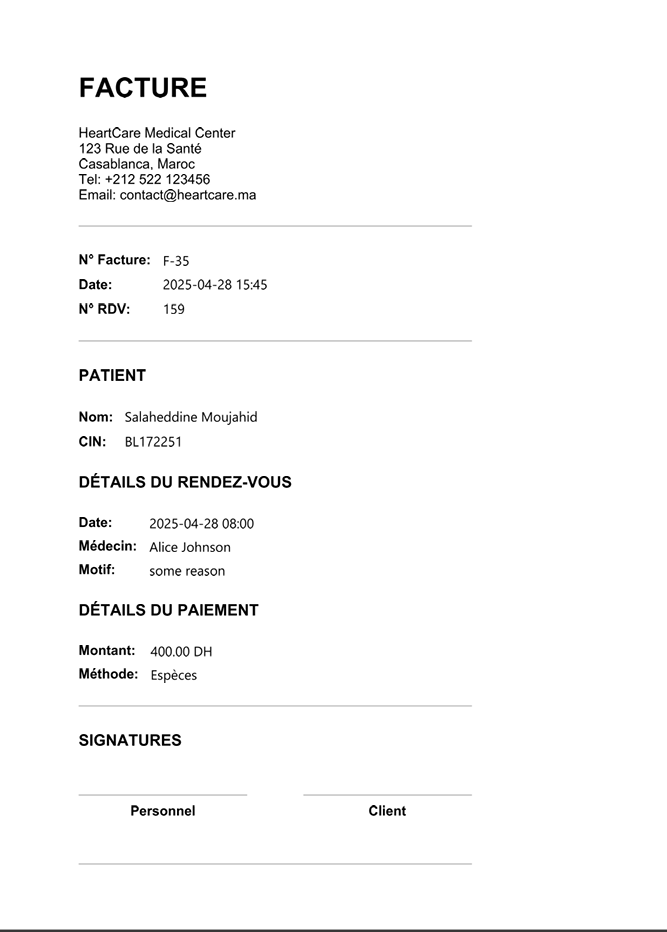 FACTURE
HeartCare Medical Center
123 Rue de la Santé
Casablanca, Maroc
Tel: +212 522 123456
Email: contact@heartcare.ma
N° Facture: F-35
Date: 2025-04-28 15:45
N° RDV: 159
PATIENT
Nom: Salaheddine Moujahid
CIN: BL172251
DÉTAILS DU RENDEZ-VOUS
Date: 2025-04-28 08:00
Médecin: Alice Johnson
Motif: some reason
DÉTAILS DU PAIEMENT
Montant: 400.00 DH
Méthode: Espèces
SIGNATURES
Personnel Client